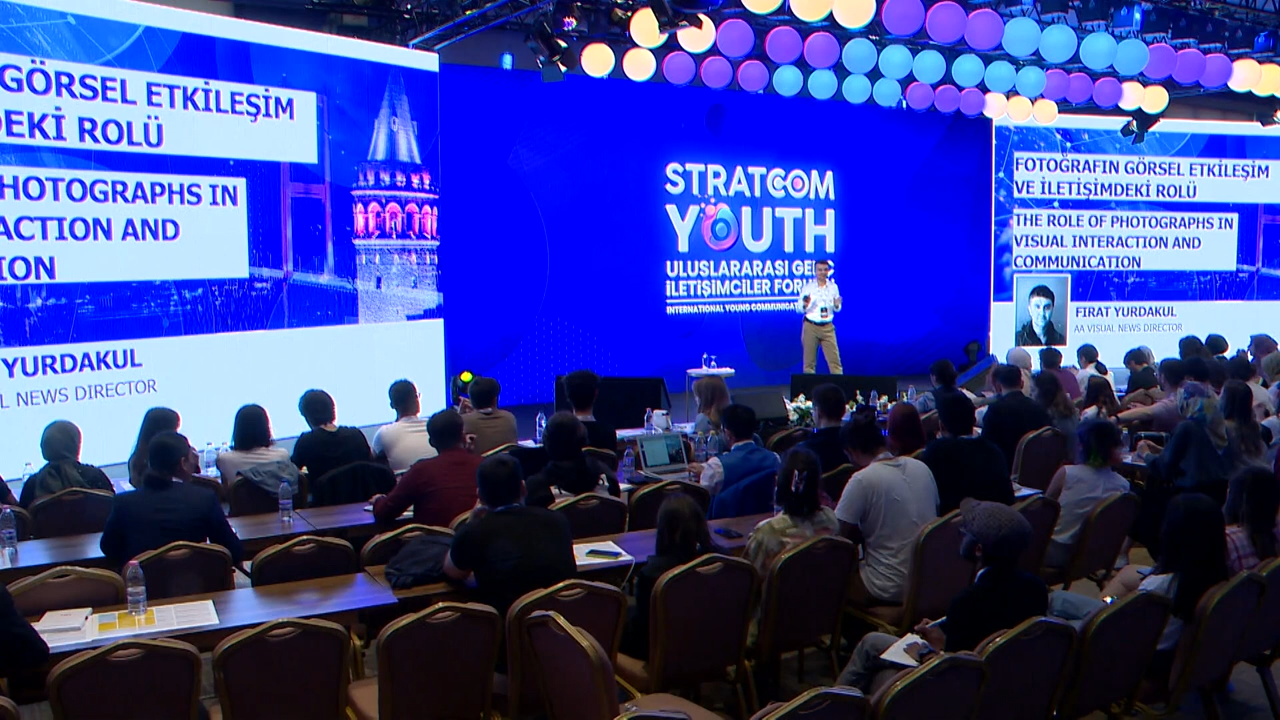 GÖRSEL ETKİLEŞİM
DEKİ ROLÜ
HOTOGRAPHS IN
ACTION AND
ION
YURDAKUL
L NEWS DIRECTOR
STRATCOM
YOUTH
ULUSLARARASI GENÇ
İLETİŞİMCİLER FORU
INTERNATIONAL YOUNG COMMUNICAT
FOTOĞRAFIN GÖRSEL ETKİLEŞİM
VE İLETİŞİMDEKİ ROLÜ
THE ROLE OF PHOTOGRAPHS IN
VISUAL INTERACTION AND
COMMUNICATION
FIRAT YURDAKUL
AA VISUAL NEWS DIRECTOR